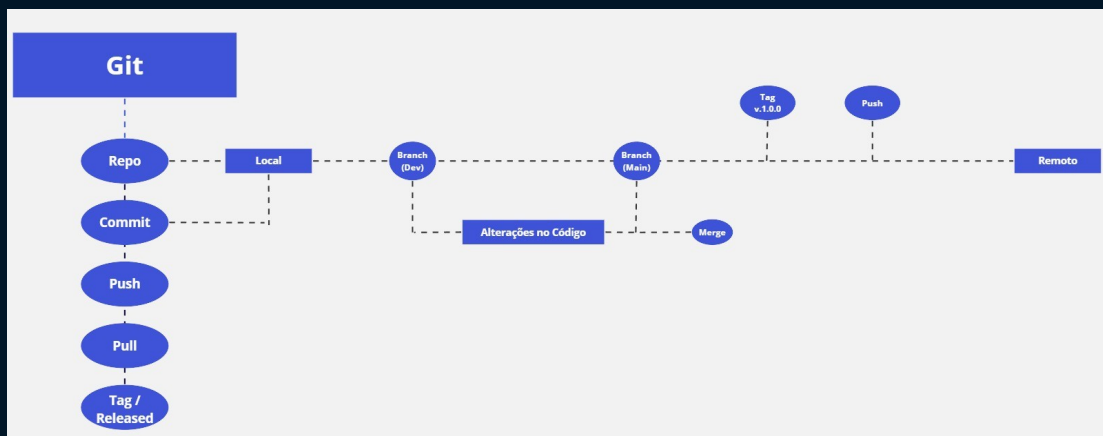 Git
Repo
Local
Branch
(Dev)
Branch
(Main)
Tag
v.1.0.0
Push
Remoto
Commit
Alterações no Código
Merge
Push
Pull
Tag /
Released